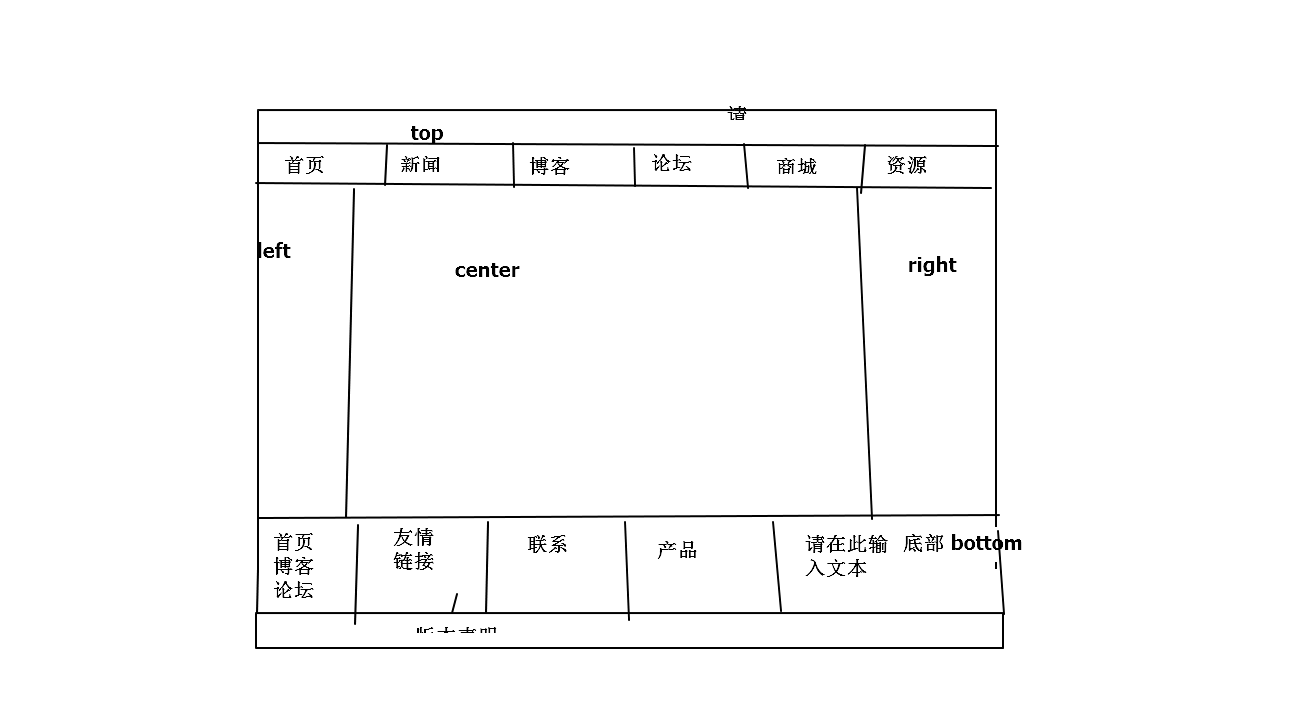 请
top
首页 新闻 博客 论坛 商城 资源
left
center
right
首页
博客
论坛
友情
链接
联系
产品
请在此输
入文本
底部 bottom